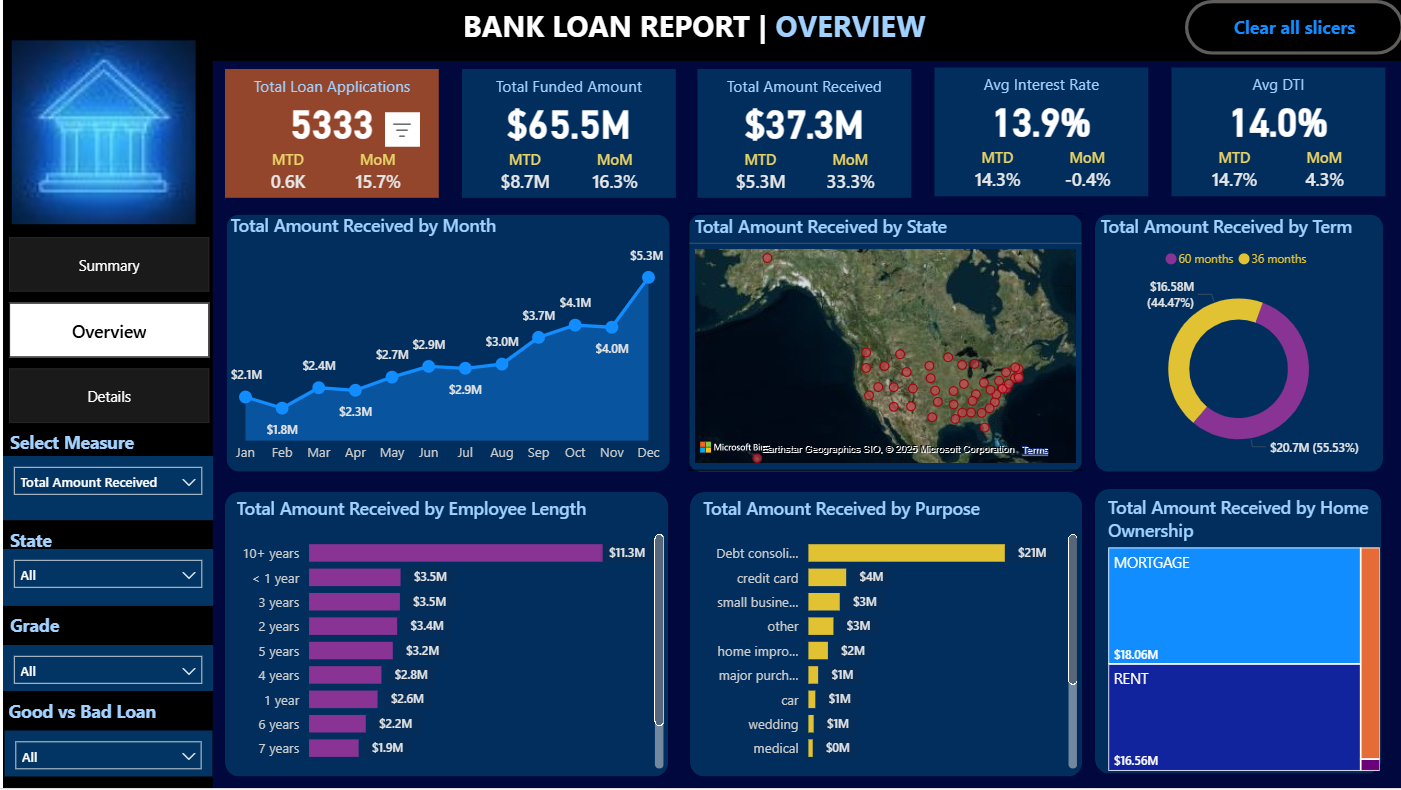 BANK LOAN REPORT | OVERVIEW
Clear all slicers
Total Loan Applications
5333
MTD MoM
0.6K 15.7%
Total Funded Amount
$65.5M
MTD MoM
$8.7M 16.3%
Total Amount Received
$37.3M
MTD MoM
$5.3M 33.3%
Avg Interest Rate
13.9%
MTD MoM
14.3% -0.4%
Avg DTI
14.0%
MTD MoM
14.7% 4.3%
Summary
Overview
Details
Select Measure
Total Amount Received
State
All
Grade
All
Good vs Bad Loan
All
Total Amount Received by Month
$2.1M
$1.8M
$2.4M
$2.3M
$2.7M
$2.9M
$2.9M
$3.0M
$3.7M
$4.1M
$4.0M
$5.3M
Jan Feb Mar Apr May Jun Jul Aug Sep Oct Nov Dec
Total Amount Received by State
Microsoft Bing
Earthstar Geographics SIO, © 2025 Microsoft Corporation Terms
Total Amount Received by Term
60 months 36 months
$16.58M
(44.47%)
$20.7M (55.53%)
Total Amount Received by Employee Length
10+ years $11.3M
< 1 year $3.5M
3 years $3.5M
2 years $3.4M
5 years $3.2M
4 years $2.8M
1 year $2.6M
6 years $2.2M
7 years $1.9M
Total Amount Received by Purpose
Debt consoli... $21M
credit card $4M
small busine... $3M
other $3M
home impro... $2M
major purch... $1M
car $1M
wedding $1M
medical $0M
Total Amount Received by Home
Ownership
MORTGAGE
$18.06M
RENT
$16.56M